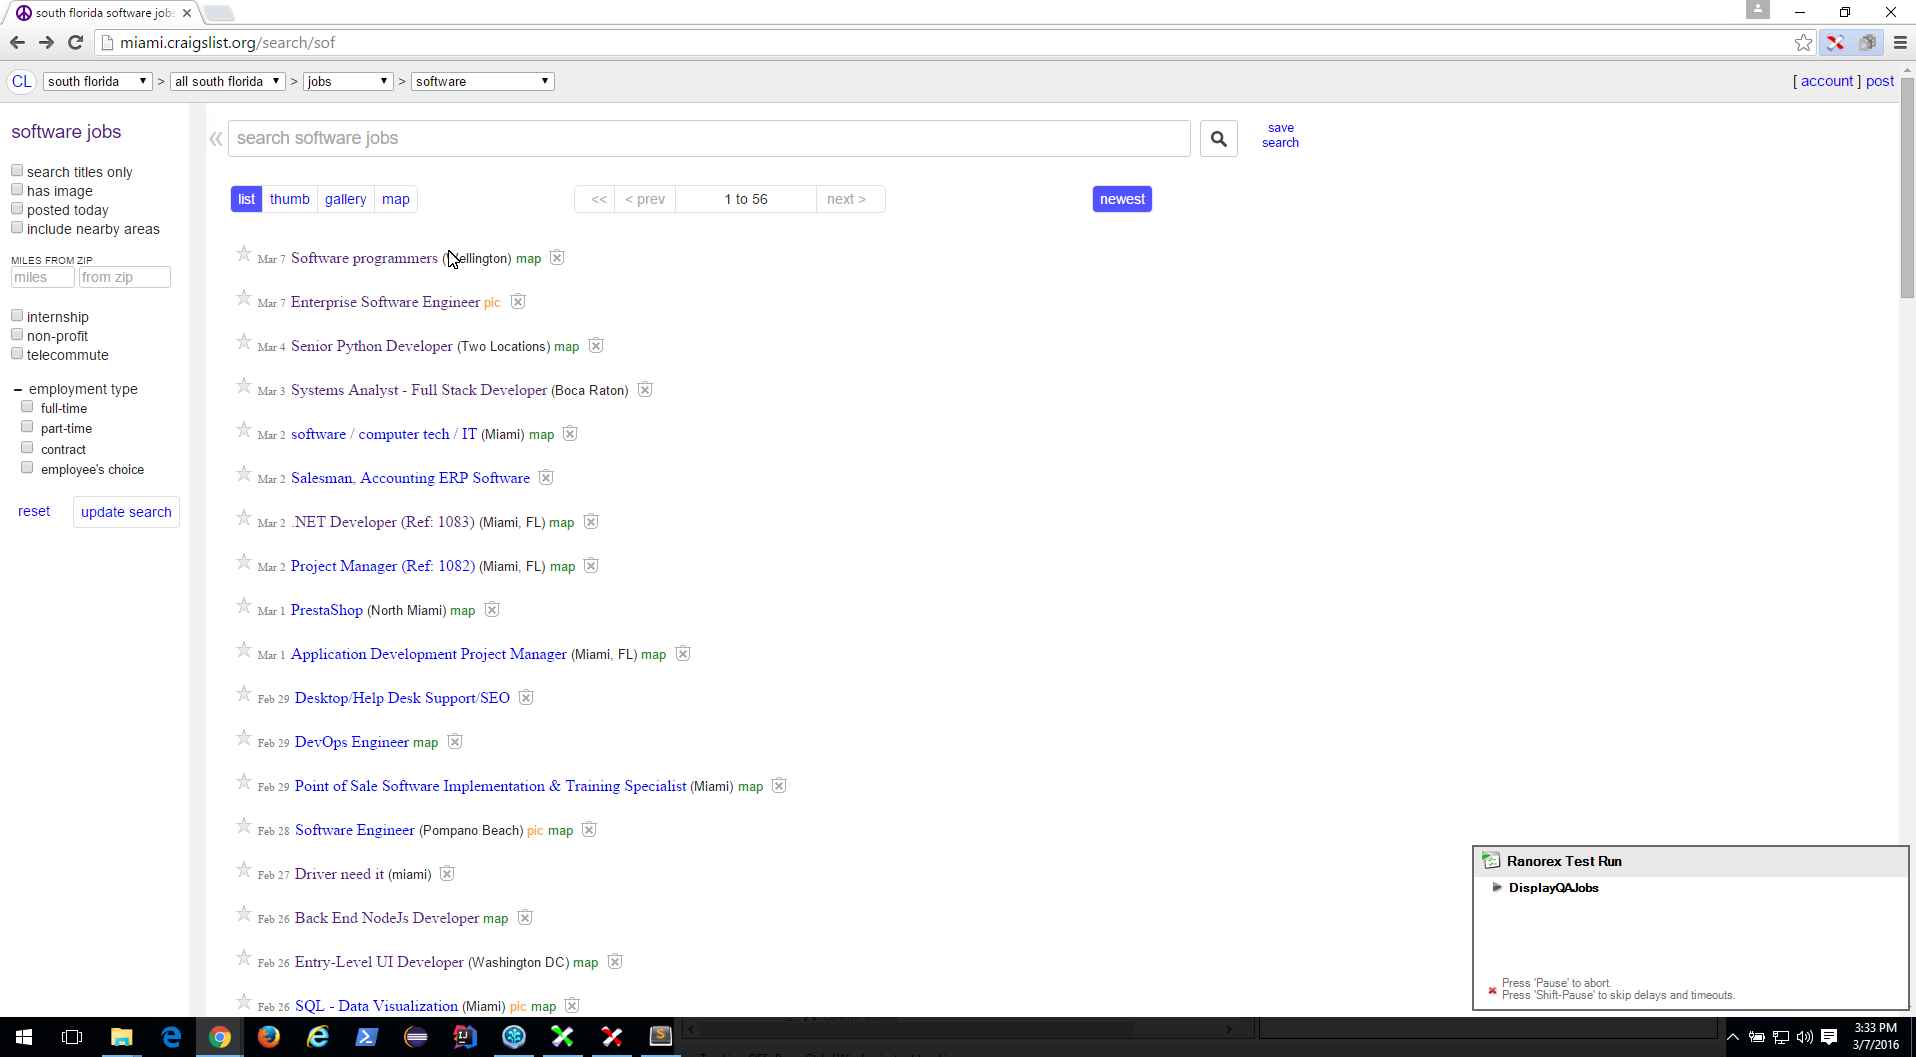 south florida software job
miami.craigslist.org/search/sof
CL south florida > all south florida > jobs > software [ account ] post
software jobs
search titles only
has image
posted today
include nearby areas
MILES FROM ZIP
miles from zip
internship
non-profit
telecommute
employment type
full-time
part-time
contract
employee's choice
reset update search
search software jobs
save
search
list thumb gallery map << < prev 1 to 56 next > newest
Mar 7 Software programmers (Wellington) map
Mar 7 Enterprise Software Engineer pic
Mar 4 Senior Python Developer (Two Locations) map
Mar 3 Systems Analyst - Full Stack Developer (Boca Raton)
Mar 2 software / computer tech / IT (Miami) map
Mar 2 Salesman, Accounting ERP Software
Mar 2 .NET Developer (Ref: 1083) (Miami, FL) map
Mar 2 Project Manager (Ref: 1082) (Miami, FL) map
Mar 1 PrestaShop (North Miami) map
Mar 1 Application Development Project Manager (Miami, FL) map
Feb 29 Desktop/Help Desk Support/SEO
Feb 29 DevOps Engineer map
Feb 29 Point of Sale Software Implementation & Training Specialist (Miami) map
Feb 28 Software Engineer (Pompano Beach) pic map
Feb 27 Driver need it (miami)
Feb 26 Back End NodeJs Developer map
Feb 26 Entry-Level UI Developer (Washington DC) map
Feb 26 SQL - Data Visualization (Miami) pic map
Ranorex Test Run
DisplayQAJobs
Press 'Pause' to abort.
Press 'Shift-Pause' to skip delays and timeouts.
3:33 PM
3/7/2016